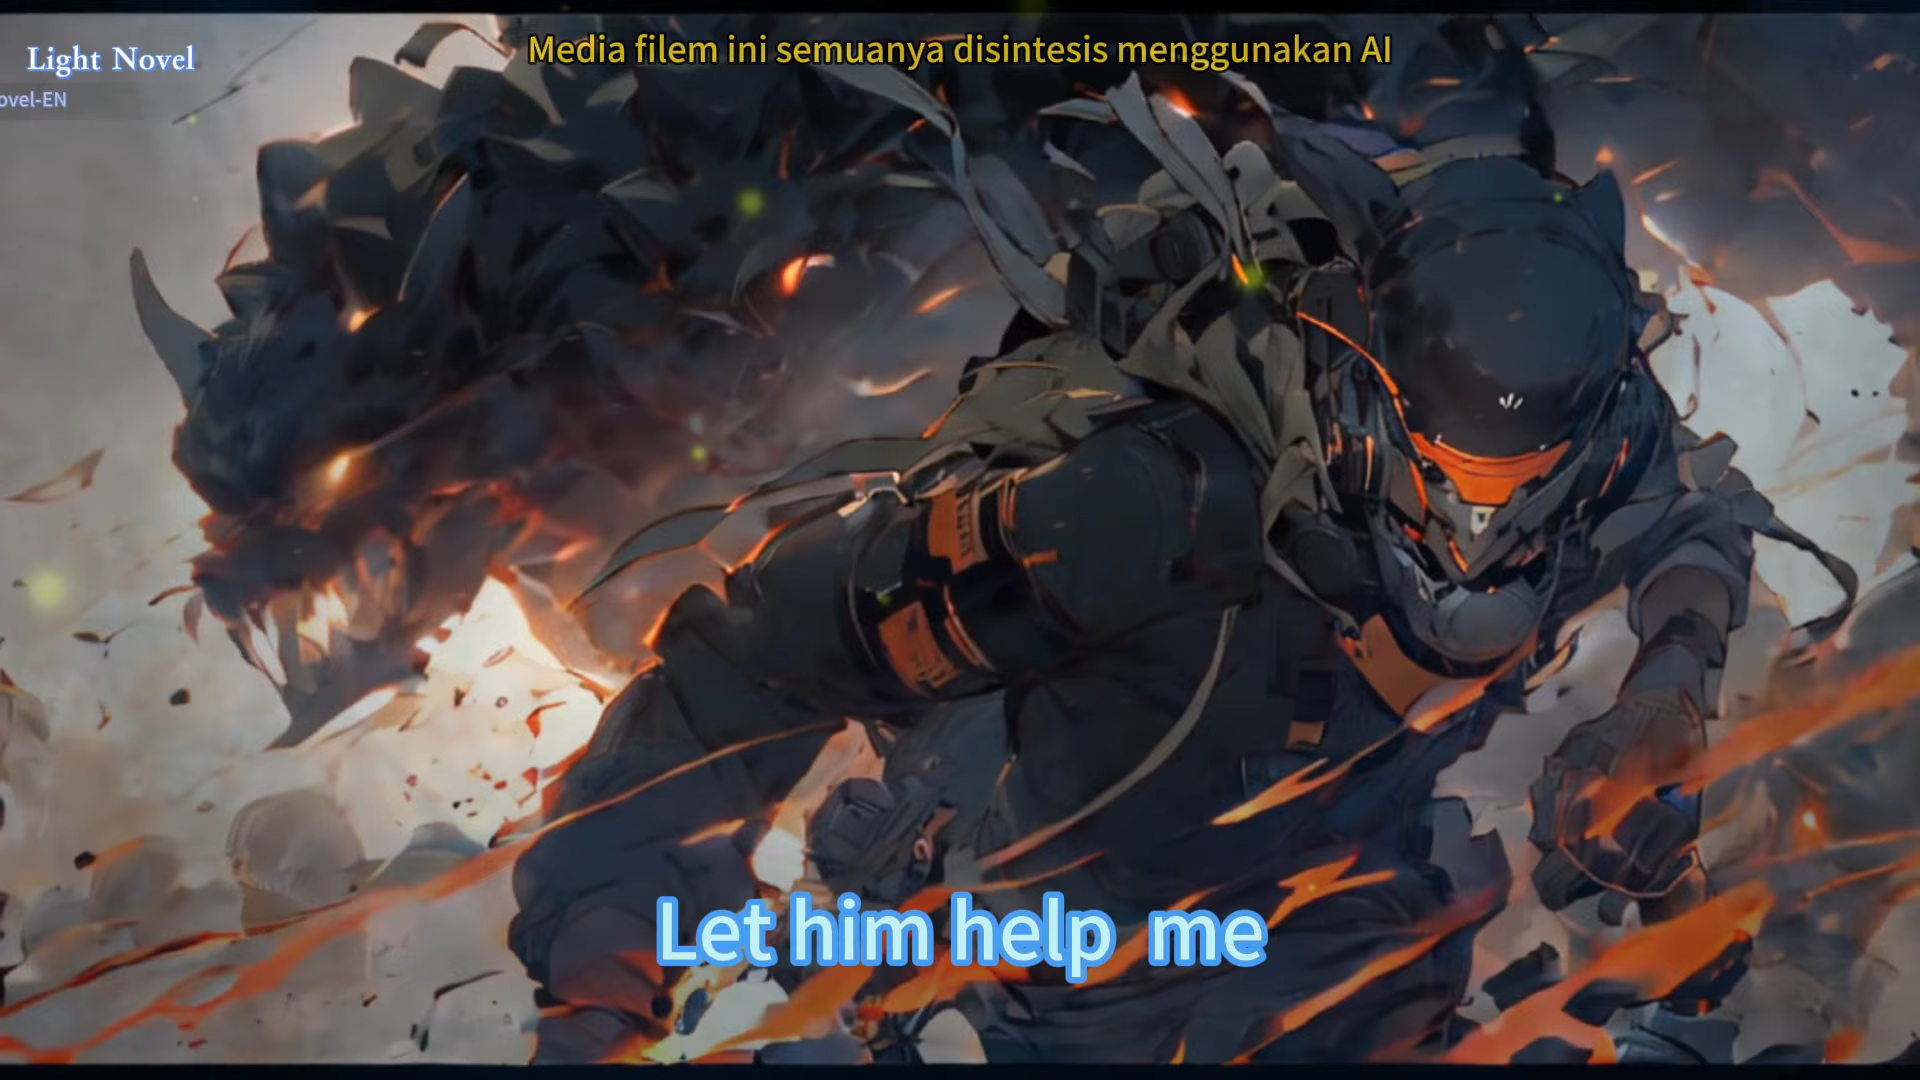 Media filem ini semuanya disintesis menggunakan AI
Light Novel
ovel-EN
Let him help me